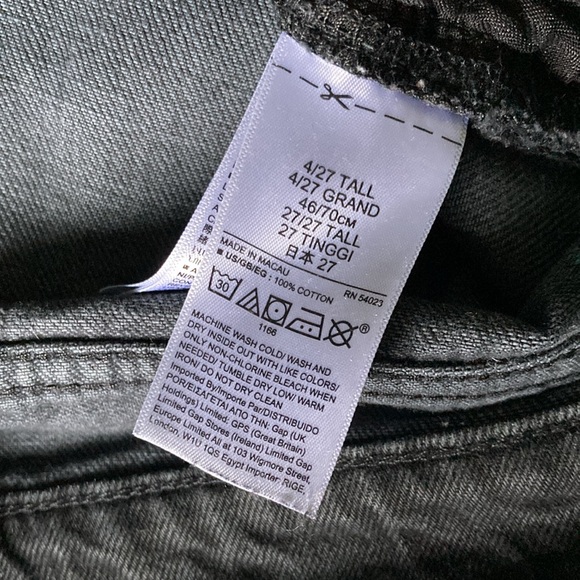 4/27 TALL
4/27 GRAND
46/70CM
27/27 TALL
27 TINGGI
日本 27
MADE IN MACAU
RN 54023
■ US/GB/EG : 100% COTTON
30
®
1166
MACHINE WASH COLD/WASH AND
DRY INSIDE OUT WITH LIKE COLORS/
ONLY NON-CHLORINE BLEACH WHEN
NEEDED/ TUMBLE DRY LOW/ WARM
IRON/ DO NOT DRY CLEAN
Imported By/Importe Par/DISTRIBUIDO
POR/EIZAΓETAI AΠO THN: Gap (UK
Holdings) Limited; GPS (Great Britain)
Limited Gap Stores (Ireland) Limited Gap
Europe Limited All at 103 Wigmore Street,
London, W1U 1QS Egypt Importer: RIGE,